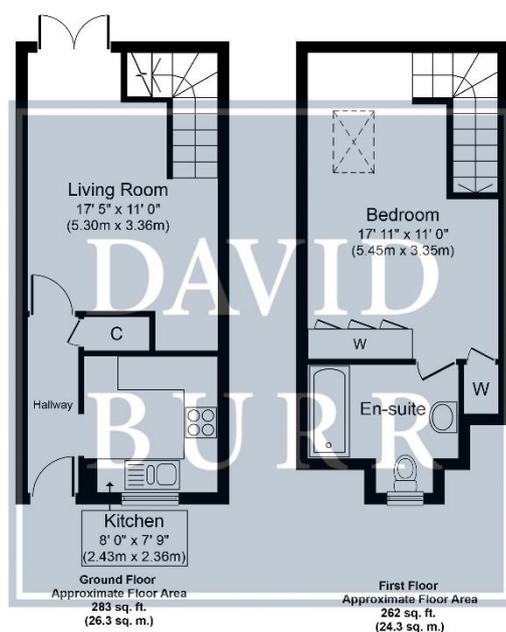 Living Room
17' 5" x 11' 0"
(5.30m x 3.36m)
C
Hallway
Kitchen
8' 0" x 7' 9"
(2.43m x 2.36m)
Ground Floor
Approximate Floor Area
283 sq. ft.
(26.3 sq. m.)
Bedroom
17' 11" x 11' 0"
(5.45m x 3.35m)
W
En-suite
W
First Floor
Approximate Floor Area
262 sq. ft.
(24.3 sq. m.)
DAVID
BURR